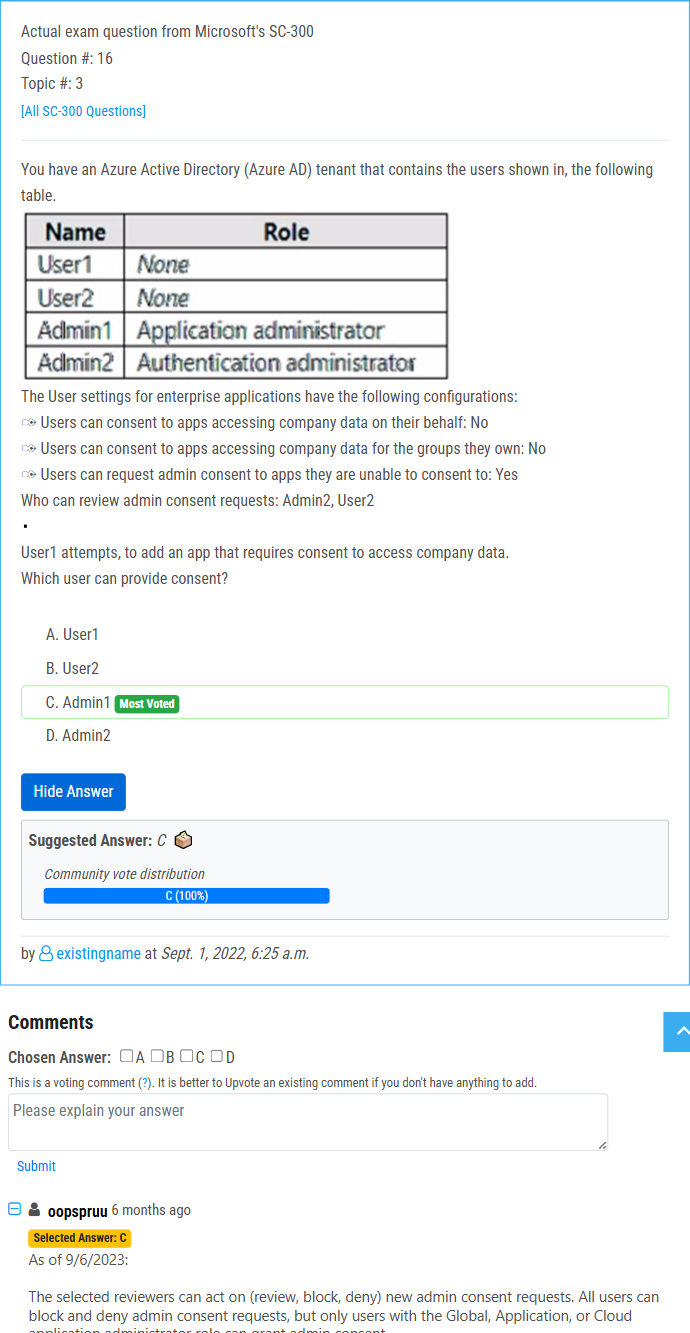 Actual exam question from Microsoft's SC-300
Question #: 16
Topic #: 3
[All SC-300 Questions]
You have an Azure Active Directory (Azure AD) tenant that contains the users shown in, the following
table.
Name Role
User1 None
User2 None
Admin1 Application administrator
Admin2 Authentication administrator
The User settings for enterprise applications have the following configurations:
Users can consent to apps accessing company data on their behalf: No
Users can consent to apps accessing company data for the groups they own: No
Users can request admin consent to apps they are unable to consent to: Yes
Who can review admin consent requests: Admin2, User2
User1 attempts, to add an app that requires consent to access company data.
Which user can provide consent?
A. User1
B. User2
C. Admin1 Most Voted
D. Admin2
Hide Answer
Suggested Answer: C
Community vote distribution
C (100%)
by existingname at Sept. 1, 2022, 6:25 a.m.
Comments
Chosen Answer: A B C D
This is a voting comment (?). It is better to Upvote an existing comment if you don't have anything to add.
Please explain your answer
Submit
oopspruu 6 months ago
Selected Answer: C
As of 9/6/2023:
The selected reviewers can act on (review, block, deny) new admin consent requests. All users can
block and deny admin consent requests, but only users with the Global, Application, or Cloud
application administrator role can grant admin consent